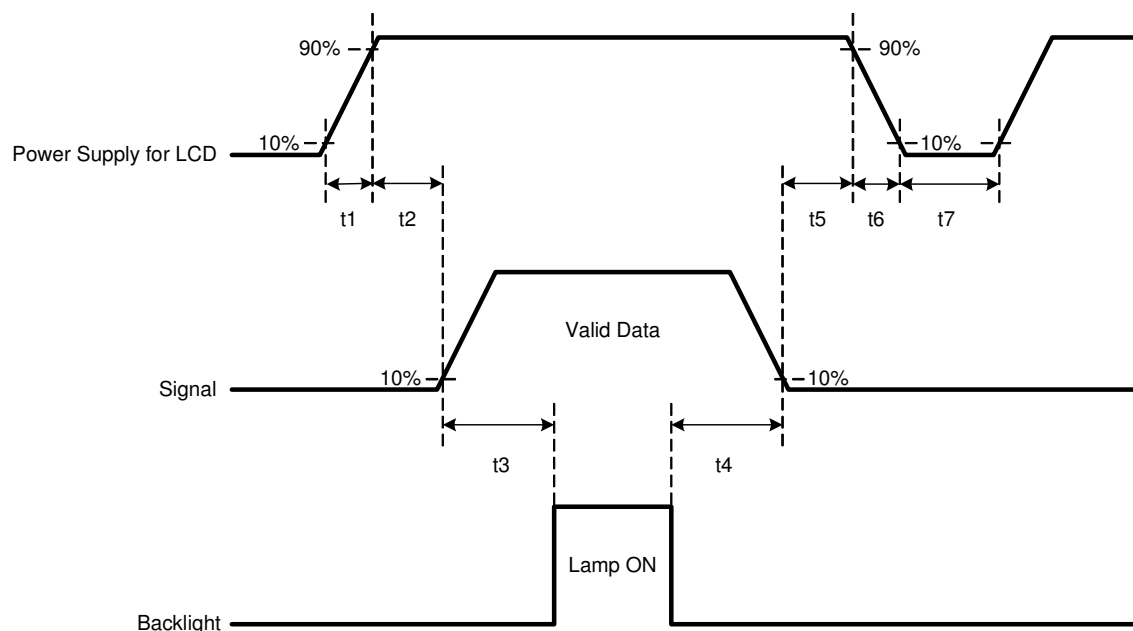 90%
90%
10%
10%
Power Supply for LCD
t1
t2
t5
t6
t7
Valid Data
10%
10%
Signal
t3
t4
Lamp ON
Backlight